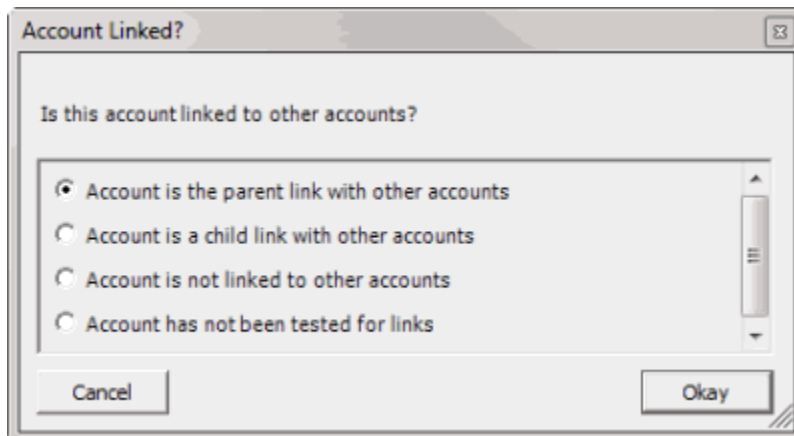 Account Linked?
Is this account linked to other accounts?
Account is the parent link with other accounts
Account is a child link with other accounts
Account is not linked to other accounts
Account has not been tested for links
Cancel
Okay